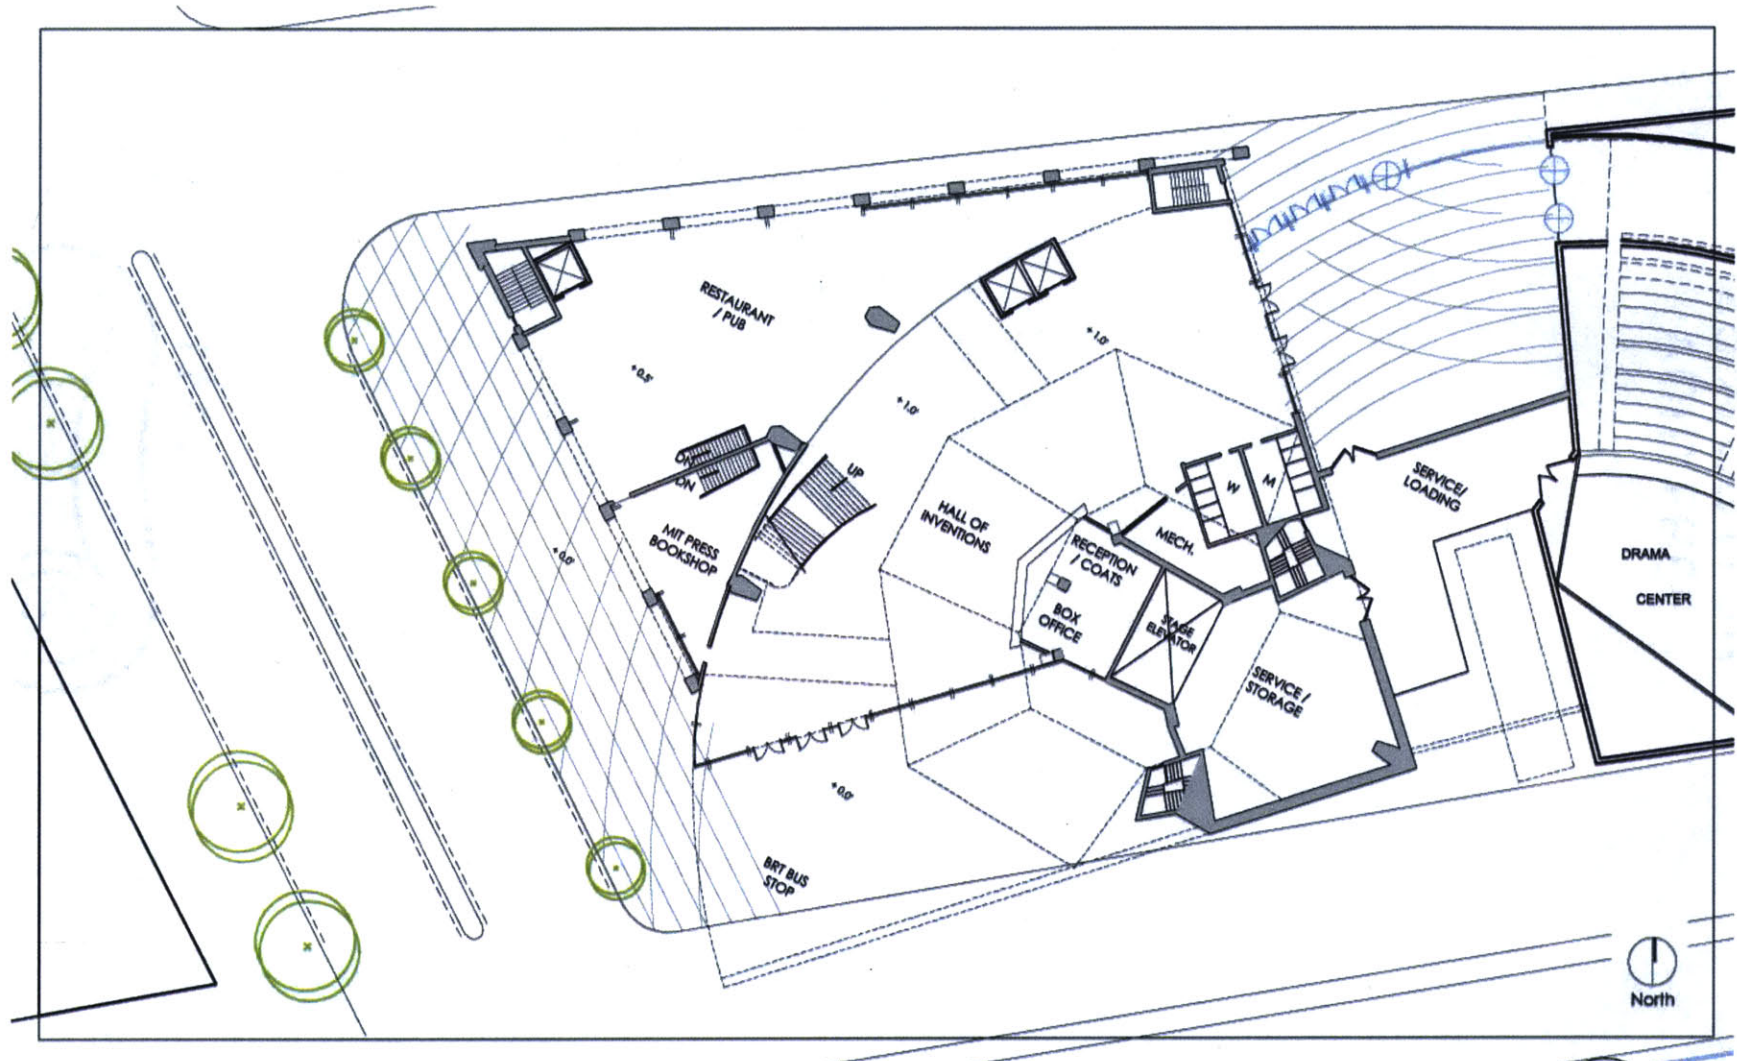 RESTAURANT
/ PUB
+ 1.0'
+ 0.5'
+ 1.0'
UP
DN
W
M
SERVICE/
LOADING
HALL OF
INVENTIONS
MECH.
MIT PRESS
BOOKSHOP
RECEPTION
/ COATS
+ 0.0'
DRAMA
CENTER
BOX
OFFICE
STAGE
ELEVATOR
SERVICE /
STORAGE
+ 0.0'
BRT BUS
STOP
North